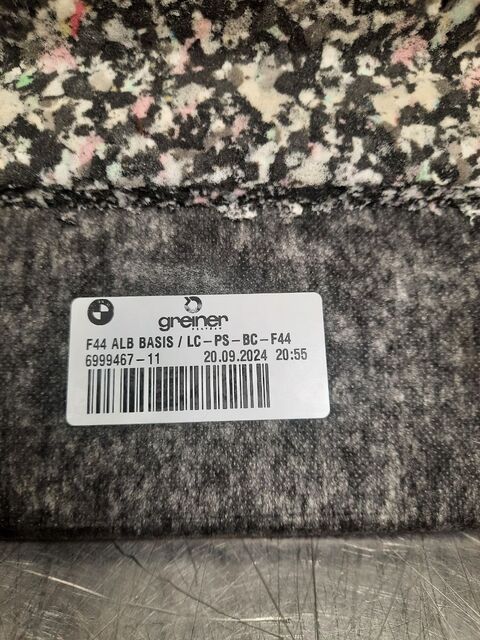 greiner
F44 ALB BASIS / LC-PS-BC-F44
6999467-11 20.09.2024 20:55